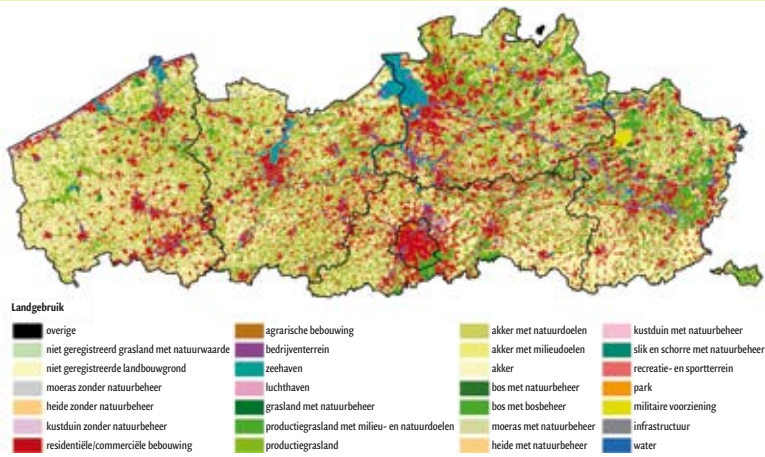 Landgebruik
overige
niet geregistreerd grasland met natuurwaarde
niet geregistreerde landbouwgrond
moeras zonder natuurbeheer
heide zonder natuurbeheer
kustduin zonder natuurbeheer
residentiële/commerciële bebouwing
agrarische bebouwing
bedrijventerrein
zeehaven
luchthaven
grasland met natuurbeheer
productiegrasland met milieu- en natuurdoelen
productiegrasland
akker met natuurdoelen
akker met milieudoelen
akker
bos met natuurbeheer
bos met bosbeheer
moeras met natuurbeheer
heide met natuurbeheer
kustduin met natuurbeheer
slik en schorre met natuurbeheer
recreatie- en sportterrein
park
militaire voorziening
infrastructuur
water